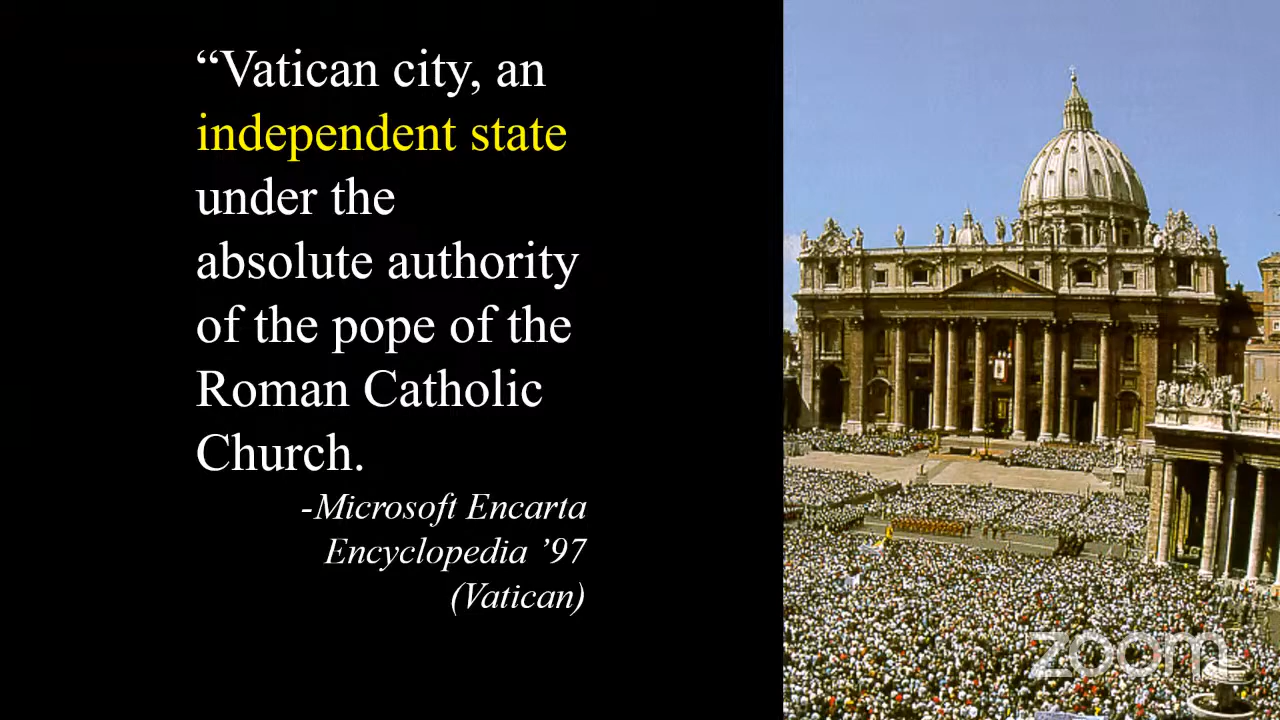 “Vatican city, an
independent state
under the
absolute authority
of the pope of the
Roman Catholic
Church.
-Microsoft Encarta
Encyclopedia ’97
(Vatican)
zoom